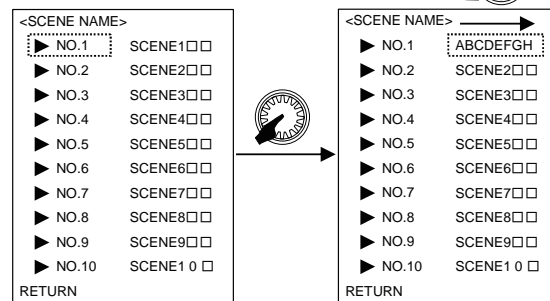 <SCENE NAME>
▶ NO.1 SCENE1□□
▶ NO.2 SCENE2□□
▶ NO.3 SCENE3□□
▶ NO.4 SCENE4□□
▶ NO.5 SCENE5□□
▶ NO.6 SCENE6□□
▶ NO.7 SCENE7□□
▶ NO.8 SCENE8□□
▶ NO.9 SCENE9□□
▶ NO.10 SCENE1 0 □
RETURN
<SCENE NAME>
▶ NO.1 ABCDEFGH
▶ NO.2 SCENE2□□
▶ NO.3 SCENE3□□
▶ NO.4 SCENE4□□
▶ NO.5 SCENE5□□
▶ NO.6 SCENE6□□
▶ NO.7 SCENE7□□
▶ NO.8 SCENE8□□
▶ NO.9 SCENE9□□
▶ NO.10 SCENE1 0 □
RETURN